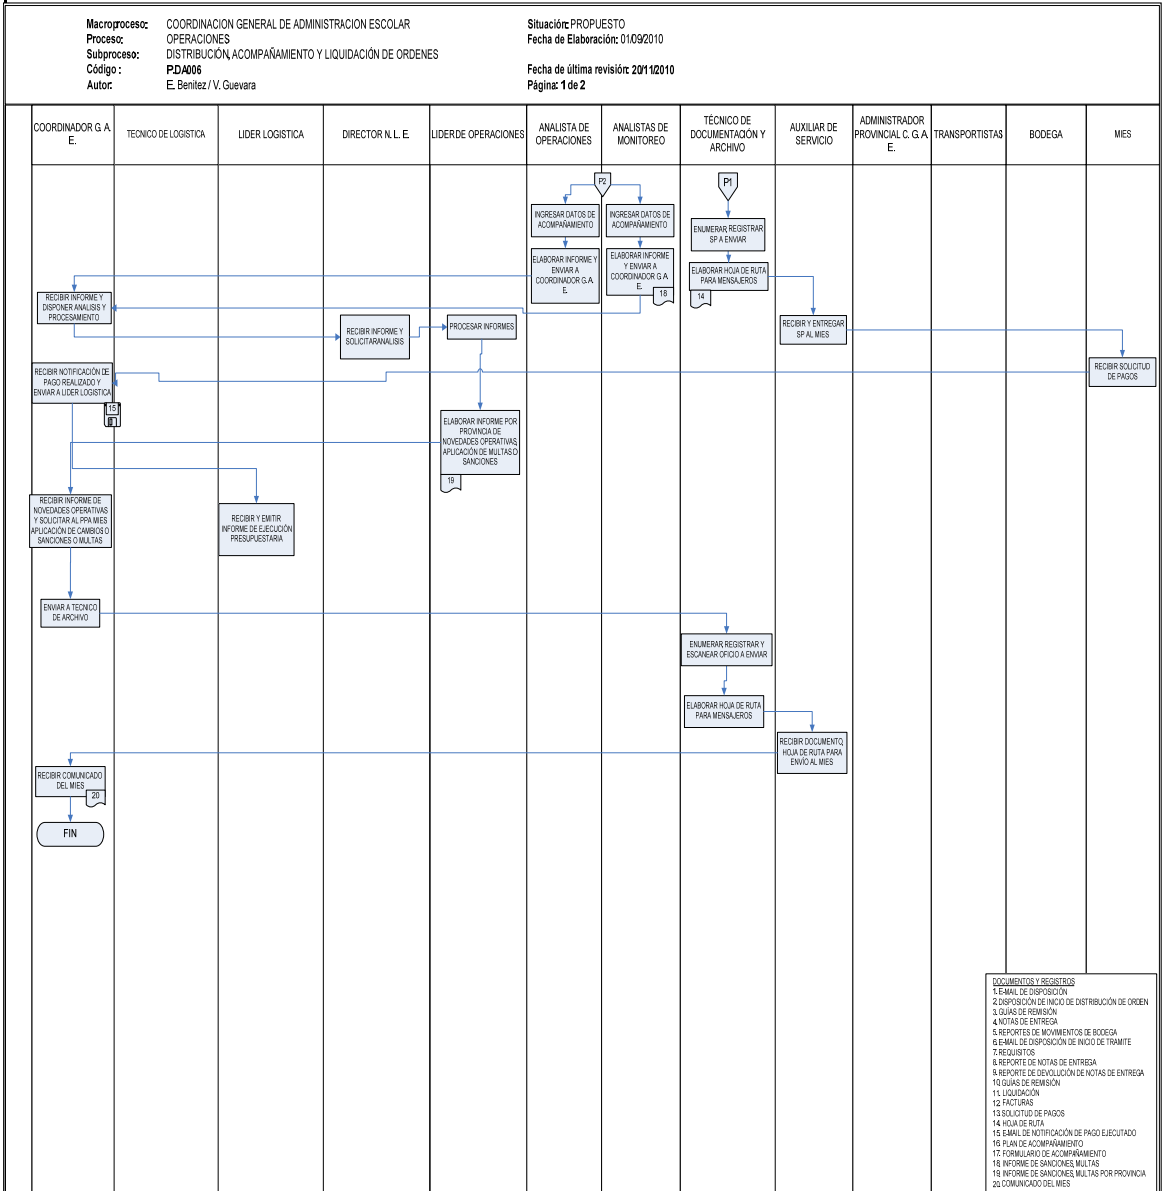 Macroproceso: COORDINACION GENERAL DE ADMINISTRACION ESCOLAR
Proceso: OPERACIONES
Subproceso: DISTRIBUCIÓN, ACOMPAÑAMIENTO Y LIQUIDACIÓN DE ORDENES
Código : P.DA006
Autor: E. Benitez / V. Guevara
Situación: PROPUESTO
Fecha de Elaboración: 01/09/2010
Fecha de última revisión: 20/11/2010
Página: 1 de 2
COORDINADOR G. A.
E.
TECNICO DE LOGISTICA
LIDER LOGISTICA
DIRECTOR N. L. E.
LIDER DE OPERACIONES
ANALISTA DE
OPERACIONES
ANALISTAS DE
MONITOREO
TÉCNICO DE
DOCUMENTACIÓN Y
ARCHIVO
AUXILIAR DE
SERVICIO
ADMINISTRADOR
PROVINCIAL C. G. A.
E.
TRANSPORTISTAS
BODEGA
MIES
P2
P1
INGRESAR DATOS DE
ACOMPAÑAMIENTO
INGRESAR DATOS DE
ACOMPAÑAMIENTO
ENUMERAR, REGISTRAR
SP A ENVIAR
ELABORAR INFORME Y
ENVIAR A
COORDINADOR G. A.
E.
ELABORAR INFORME
Y ENVIAR A
COORDINADOR G. A.
E.
18
ELABORAR HOJA DE RUTA
PARA MENSAJEROS
14
RECIBIR INFORME Y
DISPONER ANALISIS Y
PROCESAMIENTO
RECIBIR INFORME Y
SOLICITAR ANALISIS
PROCESAR INFORMES
RECIBIR Y ENTREGAR
SP AL MIES
RECIBIR SOLICITUD
DE PAGOS
RECIBIR NOTIFICACIÓN DE
PAGO REALIZADO Y
ENVIAR A LIDER LOGISTICA
15
ELABORAR INFORME POR
PROVINCIA DE
NOVEDADES OPERATIVAS,
APLICACIÓN DE MULTAS O
SANCIONES
19
RECIBIR INFORME DE
NOVEDADES OPERATIVAS
Y SOLICITAR AL PPA MIES
APLICACIÓN DE CAMBIOS O
SANCIONES O MULTAS
RECIBIR Y EMITIR
INFORME DE EJECUCIÓN
PRESUPUESTARIA
ENVIAR A TECNICO
DE ARCHIVO
ENUMERAR, REGISTRAR Y
ESCANEAR OFICIO A ENVIAR
ELABORAR HOJA DE RUTA
PARA MENSAJEROS
RECIBIR DOCUMENTO,
HOJA DE RUTA PARA
ENVÍO AL MIES
RECIBIR COMUNICADO
DEL MIES
20
FIN
DOCUMENTOS Y REGISTROS
1. E-MAIL DE DISPOSICIÓN
2. DISPOSICIÓN DE INICIO DE DISTRIBUCIÓN DE ORDEN
3. GUÍAS DE REMISIÓN
4. NOTAS DE ENTREGA
5. REPORTES DE MOVIMIENTOS DE BODEGA
6. E-MAIL DE DISPOSICIÓN DE INICIO DE TRAMITE
7. REQUISITOS
8. REPORTE DE NOTAS DE ENTREGA
9. REPORTE DE DEVOLUCIÓN DE NOTAS DE ENTREGA
10. GUÍAS DE REMISIÓN
11. LIQUIDACIÓN
12. FACTURAS
13. SOLICITUD DE PAGOS
14. HOJA DE RUTA
15. E-MAIL DE NOTIFICACIÓN DE PAGO EJECUTADO
16. PLAN DE ACOMPAÑAMIENTO
17. FORMULARIO DE ACOMPAÑAMIENTO
18. INFORME DE SANCIONES, MULTAS
19. INFORME DE SANCIONES, MULTAS POR PROVINCIA
20. COMUNICADO DEL MIES